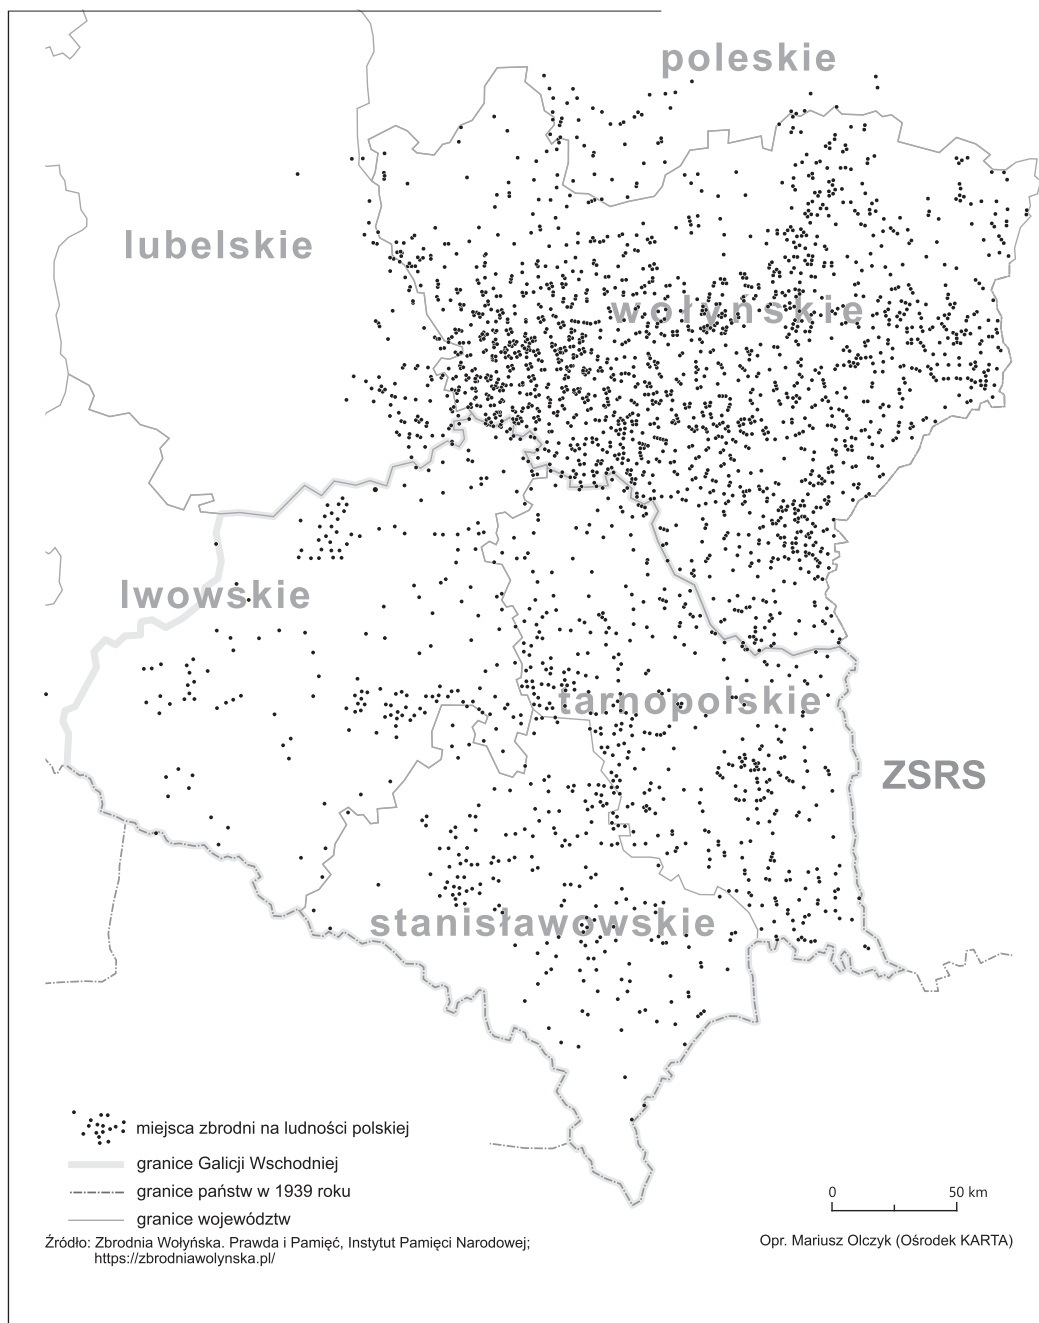 poleskie
lubelskie
wołynskie
lwowskie
tarnopolskie
ZSRS
stanisławowskie
miejsca zbrodni na ludności polskiej
granice Galicji Wschodniej
granice państw w 1939 roku
granice województw
0 50 km
Źródło: Zbrodnia Wołyńska. Prawda i Pamięć, Instytut Pamięci Narodowej;
https://zbrodniawolynska.pl/
Opr. Mariusz Olczyk (Ośrodek KARTA)